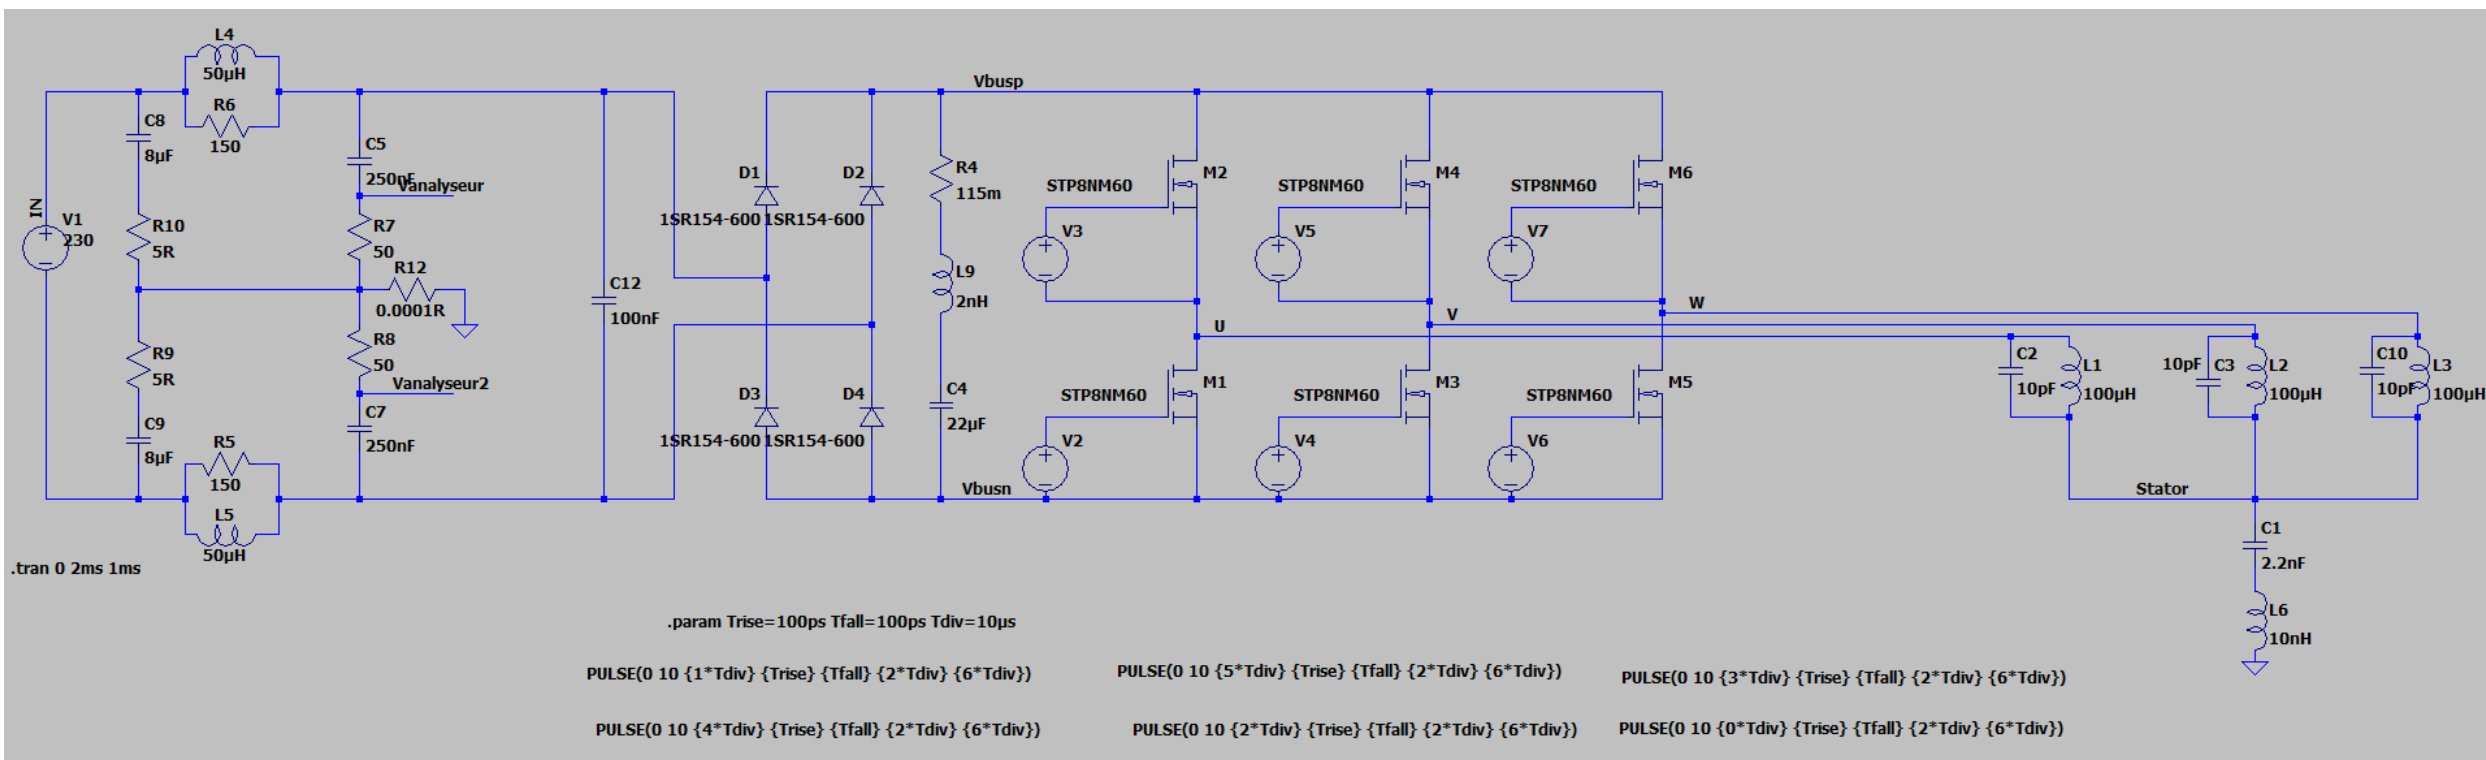 L4
50µH
R6
150
C8
8µF
C5
250nF
Vanalyseur
IN
V1
230
R10
5R
R7
50
R12
0.0001R
R9
5R
R8
50
Vanalyseur2
C9
8µF
C7
250nF
R5
150
L5
50µH
C12
100nF
.tran 0 2ms 1ms
Vbusp
D1
D2
1SR154-600
1SR154-600
R4
115m
L9
2nH
C4
22µF
D3
D4
1SR154-600
1SR154-600
Vbusn
STP8NM60
M2
V3
STP8NM60
M4
V5
STP8NM60
M6
V7
U
V
W
STP8NM60
M1
V2
STP8NM60
M3
V4
STP8NM60
M5
V6
C2
10pF
L1
100µH
10pF
C3
L2
100µH
C10
10pF
L3
100µH
Stator
C1
2.2nF
L6
10nH
.param Trise=100ps Tfall=100ps Tdiv=10µs
PULSE(0 10 {1*Tdiv} {Trise} {Tfall} {2*Tdiv} {6*Tdiv})
PULSE(0 10 {5*Tdiv} {Trise} {Tfall} {2*Tdiv} {6*Tdiv})
PULSE(0 10 {3*Tdiv} {Trise} {Tfall} {2*Tdiv} {6*Tdiv})
PULSE(0 10 {4*Tdiv} {Trise} {Tfall} {2*Tdiv} {6*Tdiv})
PULSE(0 10 {2*Tdiv} {Trise} {Tfall} {2*Tdiv} {6*Tdiv})
PULSE(0 10 {0*Tdiv} {Trise} {Tfall} {2*Tdiv} {6*Tdiv})